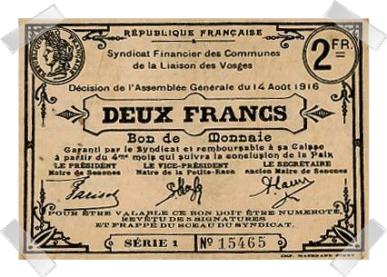 RÉPUBLIQUE FRANÇAISE
Syndicat Financier des Communes
de la Liaison des Vosges
2 FR.
Décision de l'Assemblée Générale du 14 Août 1916
DEUX FRANCS
Bon de Monnaie
Garanti par le Syndicat et remboursable à sa Caisse
à partir du 4me mois qui suivra la conclusion de la Paix
LE PRÉSIDENT LE VICE-PRÉSIDENT LE SECRÉTAIRE
Maire de Senones Maire de la Petite-Raon ancien Maire de Senones
POUR ÊTRE VALABLE CE BON DOIT ÊTRE NUMÉROTÉ,
REVÊTU DE 3 SIGNATURES
ET FRAPPÉ DU SCEAU DU SYNDICAT.
SÉRIE 1 No 15465